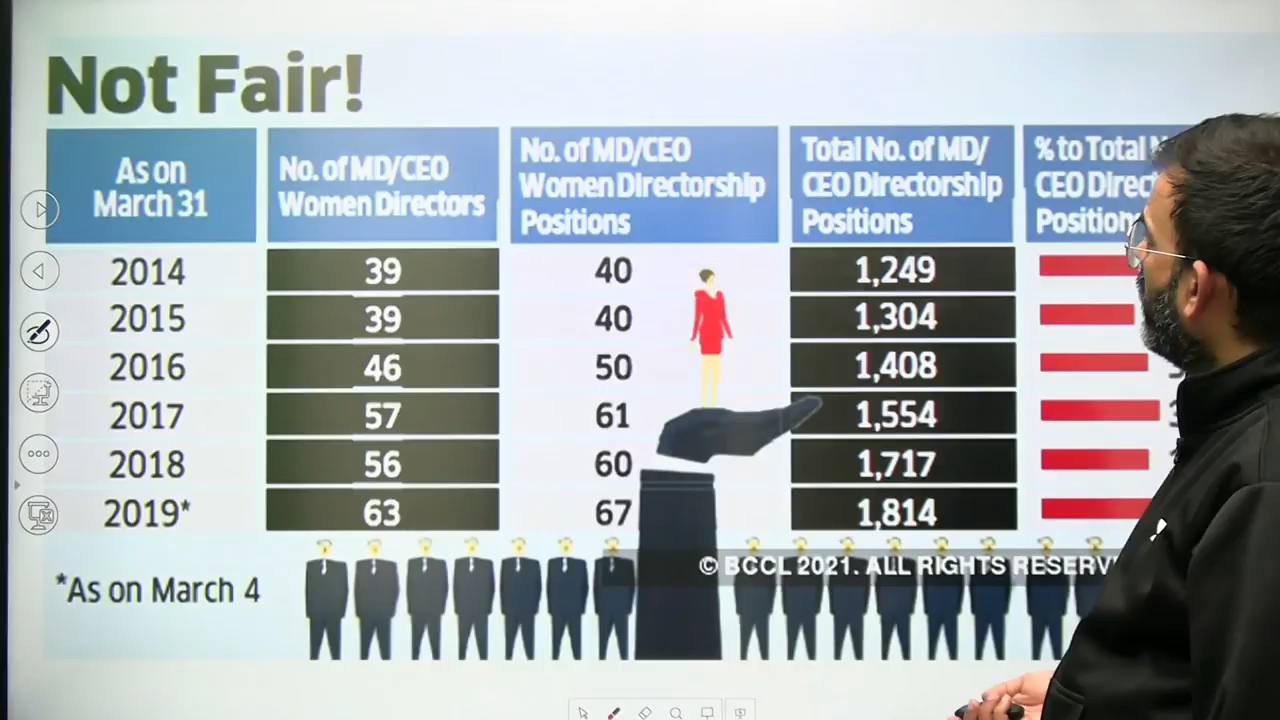 Not Fair!
As on
March 31
No. of MD/CEO
Women Directors
No. of MD/CEO
Women Directorship
Positions
Total No. of MD/
CEO Directorship
Positions
% to Total
CEO
2014 39 40 1,249
2015 39 40 1,304
2016 46 50 1,408
2017 57 61 1,554
2018 56 60 1,717
2019* 63 67 1,814
*As on March 4
© BCCL 2021. ALL RIGHTS